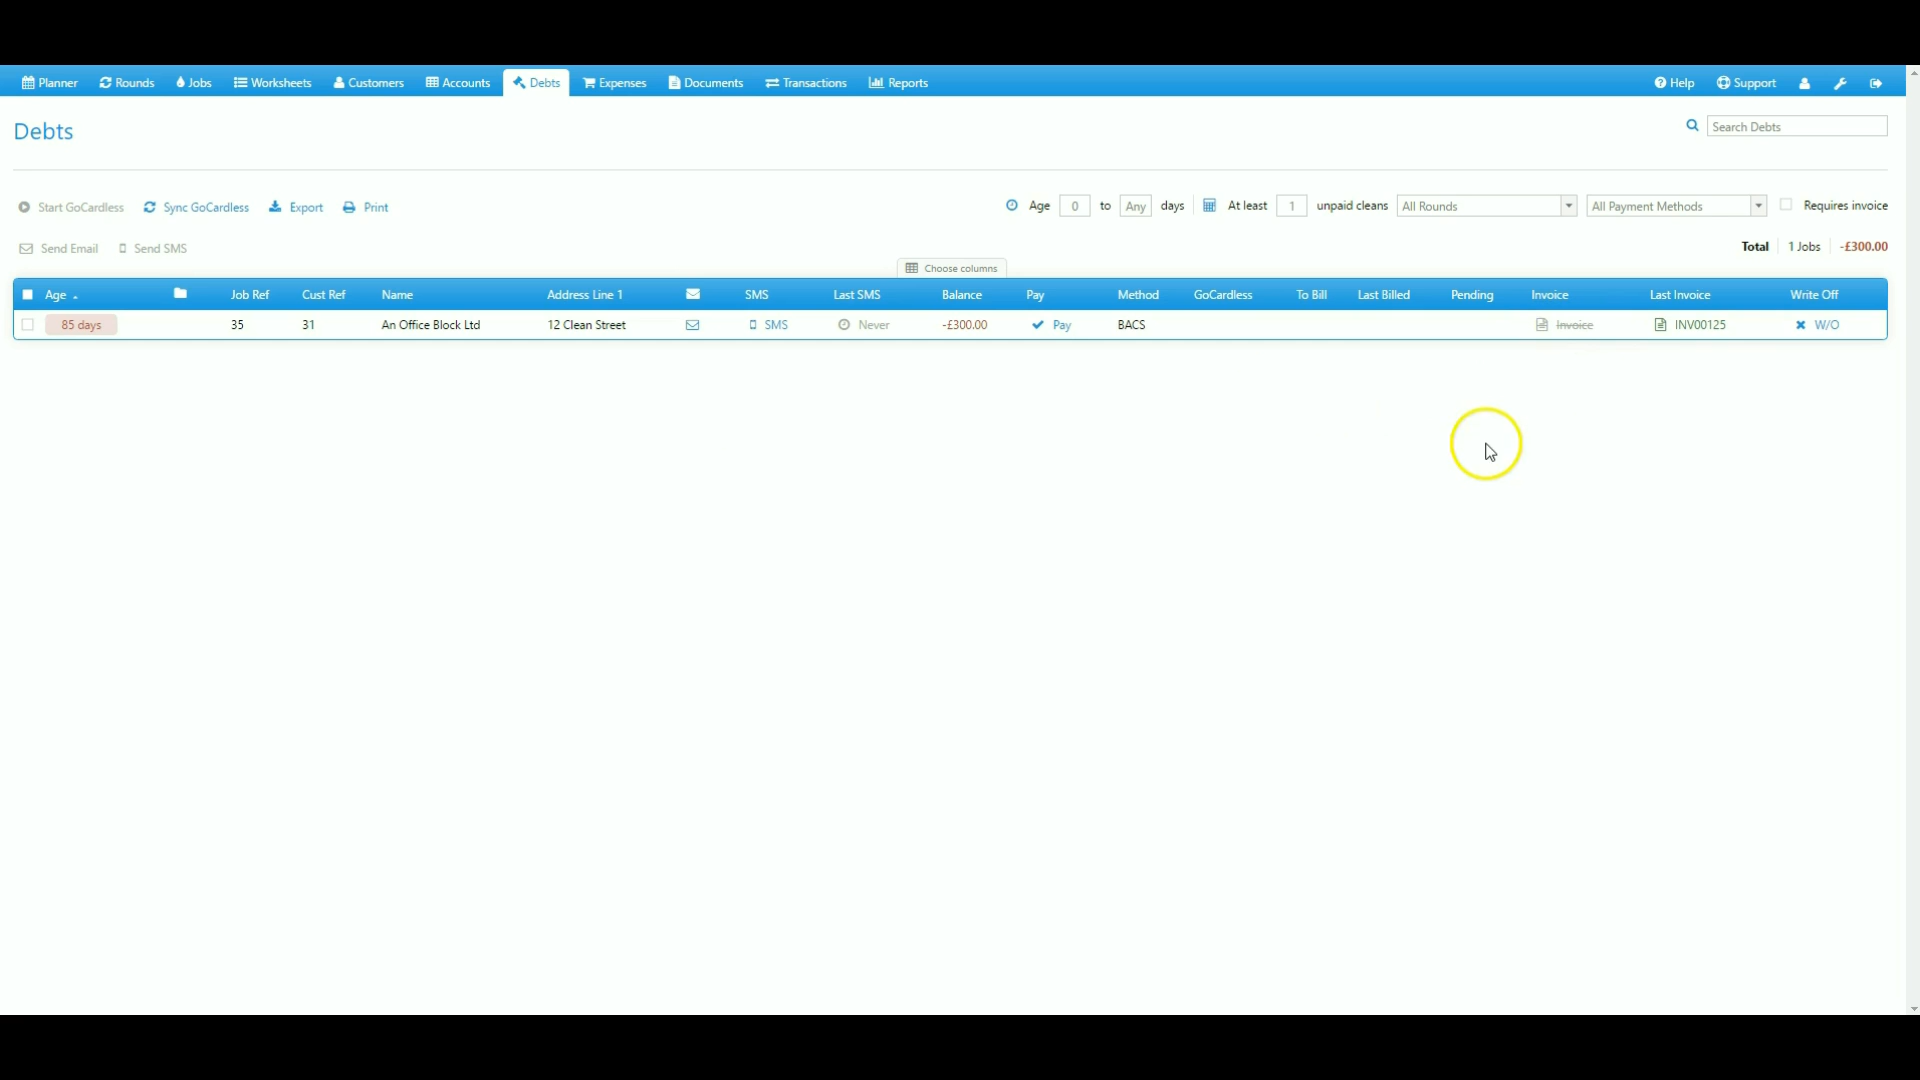 Planner Rounds Jobs Worksheets Customers Accounts Debts Expenses Documents Transactions Reports Help Support
Debts
Search Debts
Start GoCardless Sync GoCardless Export Print Age 0 to Any days At least 1 unpaid cleans All Rounds All Payment Methods Requires invoice
Send Email Send SMS Total 1 Jobs -£300.00
Choose columns
Age Job Ref Cust Ref Name Address Line 1 SMS Last SMS Balance Pay Method GoCardless To Bill Last Billed Pending Invoice Last Invoice Write Off
85 days 35 31 An Office Block Ltd 12 Clean Street SMS Never -£300.00 Pay BACS Invoice INV00125 W/O